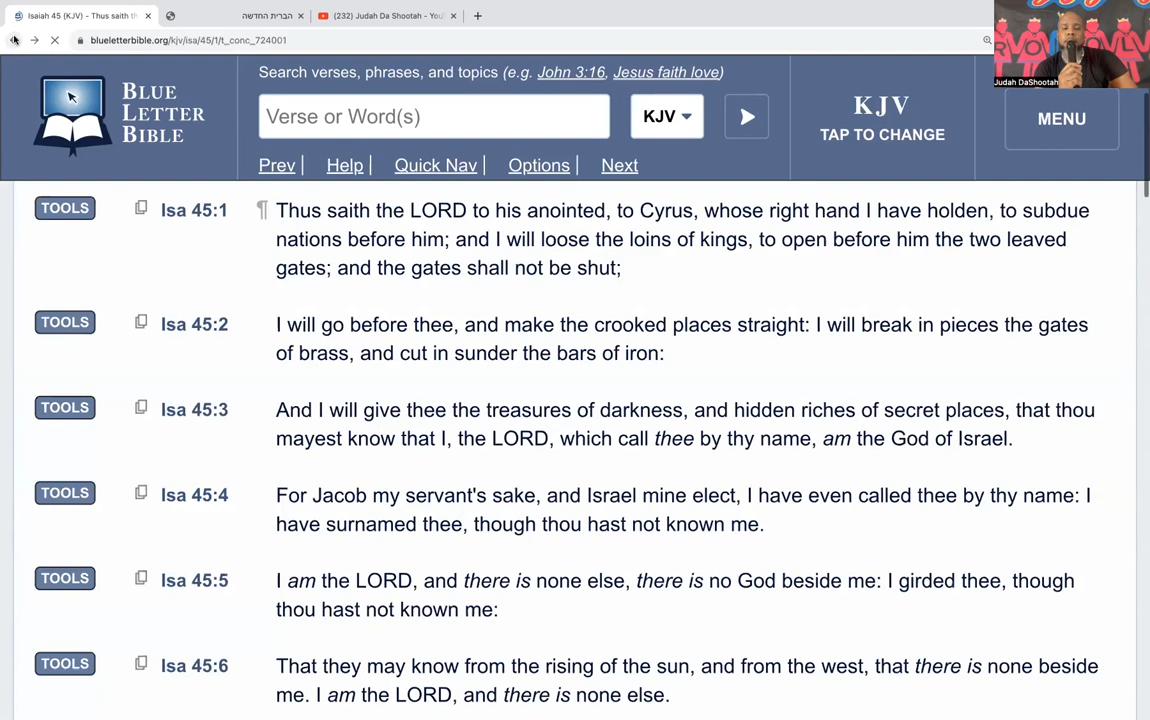 Isaiah 45 (KJV) - Thus saith th
הברית החדשה
(232) Judah Da Shootah - You
blueletterbible.org/kjv/isa/45/1/t_conc_724001
Judah DaShootah
BLUE
LETTER
BIBLE
Search verses, phrases, and topics (e.g. John 3:16, Jesus faith love)
Verse or Word(s)
KJV
Prev | Help | Quick Nav | Options | Next
KJV
TAP TO CHANGE
MENU
TOOLS Isa 45:1 ¶ Thus saith the LORD to his anointed, to Cyrus, whose right hand I have holden, to subdue
nations before him; and I will loose the loins of kings, to open before him the two leaved
gates; and the gates shall not be shut;
TOOLS Isa 45:2 I will go before thee, and make the crooked places straight: I will break in pieces the gates
of brass, and cut in sunder the bars of iron:
TOOLS Isa 45:3 And I will give thee the treasures of darkness, and hidden riches of secret places, that thou
mayest know that I, the LORD, which call thee by thy name, am the God of Israel.
TOOLS Isa 45:4 For Jacob my servant's sake, and Israel mine elect, I have even called thee by thy name: I
have surnamed thee, though thou hast not known me.
TOOLS Isa 45:5 I am the LORD, and there is none else, there is no God beside me: I girded thee, though
thou hast not known me:
TOOLS Isa 45:6 That they may know from the rising of the sun, and from the west, that there is none beside
me. I am the LORD, and there is none else.